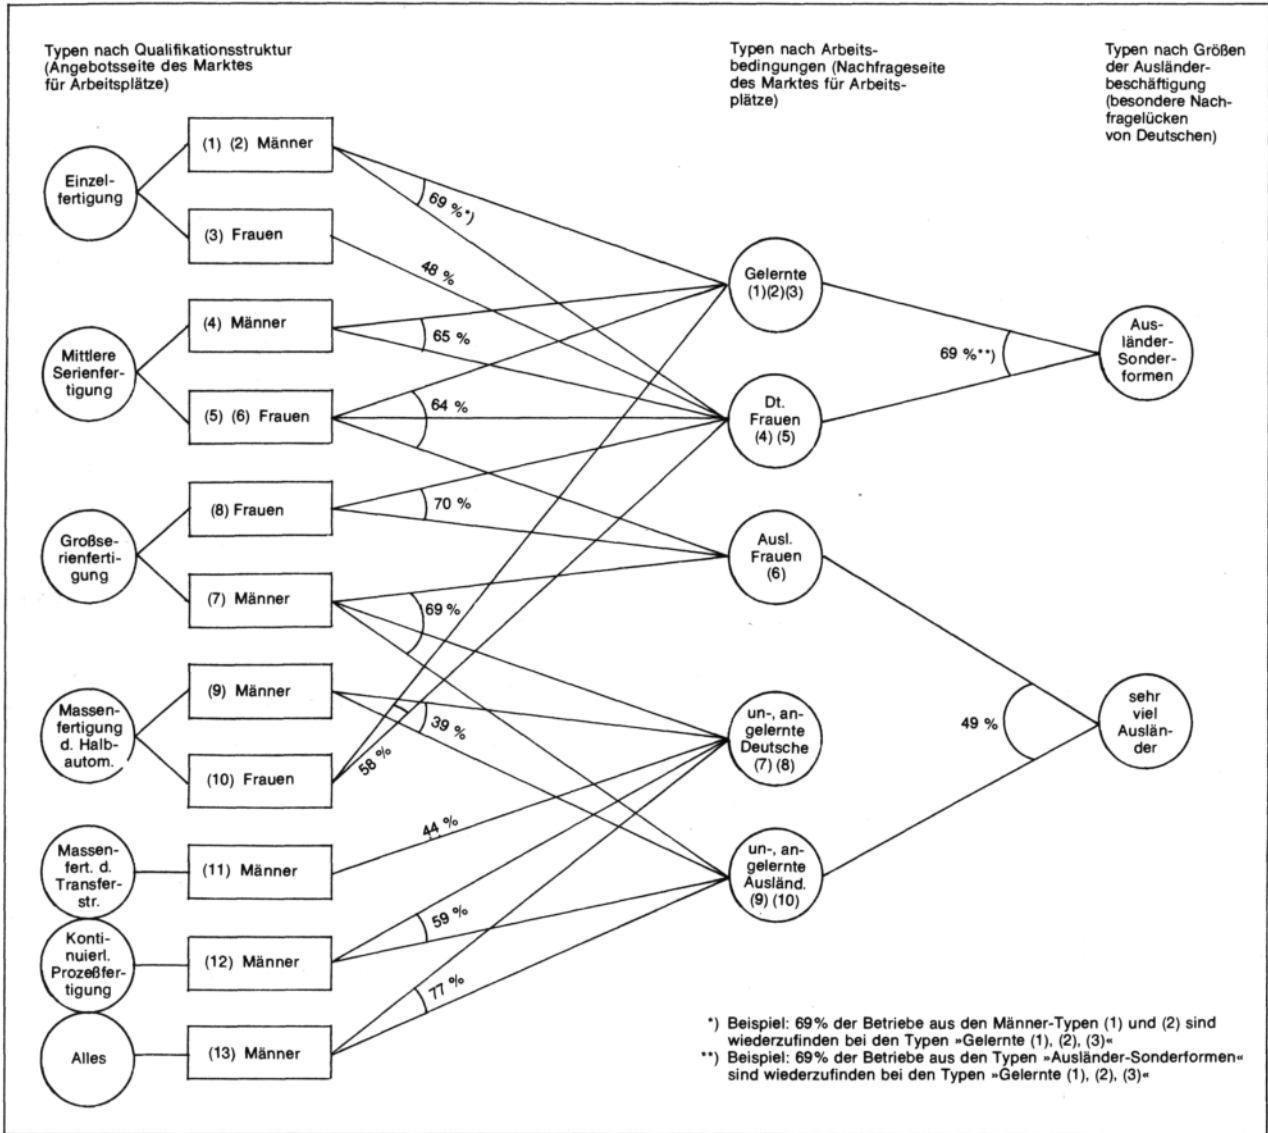 Typen nach Qualifikationsstruktur
(Angebotsseite des Marktes
für Arbeitsplätze)
Typen nach Arbeits-
bedingungen (Nachfrageseite
des Marktes für Arbeits-
plätze)
Typen nach Größen
der Ausländer-
beschäftigung
(besondere Nach-
fragelücken
von Deutschen)
Einzel-
fertigung
(1) (2) Männer
(3) Frauen
Mittlere
Serienfer-
tigung
(4) Männer
(5) (6) Frauen
Großse-
rienferti-
gung
(8) Frauen
(7) Männer
Massen-
fertigung
d. Halb-
autom.
(9) Männer
(10) Frauen
Massen-
fert. d.
Transfer-
str.
(11) Männer
Konti-
nuierl.
Prozeßfer-
tigung
(12) Männer
Alles
(13) Männer
69 %*)
48 %
65 %
64 %
70 %
69 %
39 %
58 %
44 %
59 %
77 %
Gelernte
(1)(2)(3)
Dt.
Frauen
(4) (5)
Ausl.
Frauen
(6)
un-, an-
gelernte
Deutsche
(7) (8)
un-, an-
gelernte
Ausländ.
(9) (10)
69 %**)
49 %
Aus-
länder-
Sonder-
formen
sehr
viel
Auslän-
der
*) Beispiel: 69% der Betriebe aus den Männer-Typen (1) und (2) sind
wiederzufinden bei den Typen »Gelernte (1), (2), (3)«
**) Beispiel: 69% der Betriebe aus den Typen »Ausländer-Sonderformen«
sind wiederzufinden bei den Typen »Gelernte (1), (2), (3)«